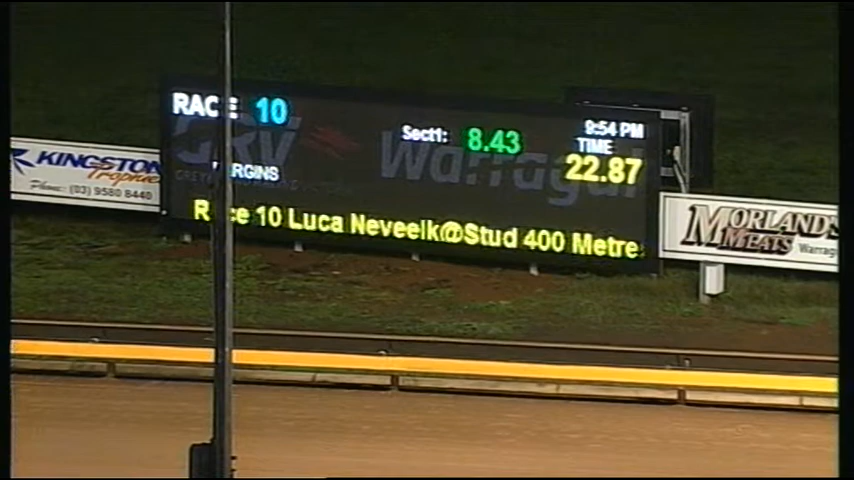 RACE 10
Sect1: 8.43
9:54 PM
TIME
22.87
GRV
Warragul
MARGINS
Race 10 Luca Neveelk@Stud 400 Metre
KINGSTON
Trophies
Phone: (03) 9580 8440
MORLAND'S
MEATS
Warragul